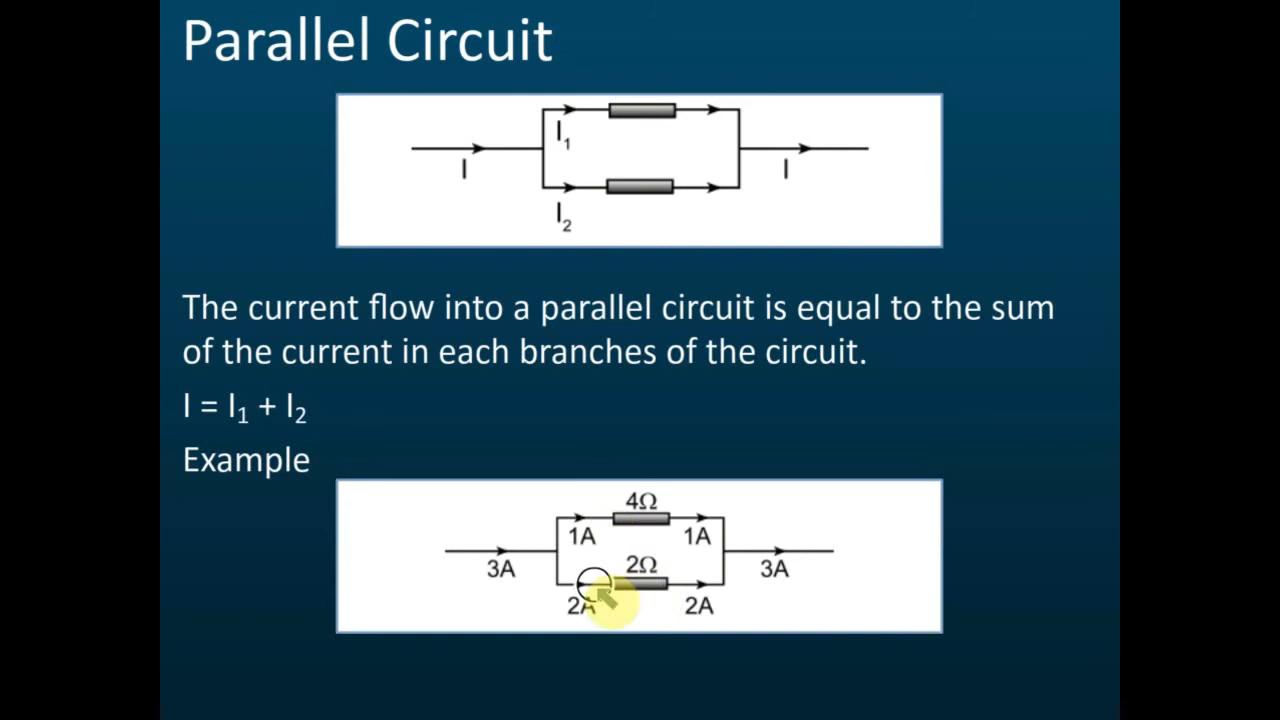 Parallel Circuit
I₁
I I
I₂
The current flow into a parallel circuit is equal to the sum
of the current in each branches of the circuit.
I = I₁ + I₂
Example
4Ω
1A 1A
3A 2Ω 3A
2A 2A